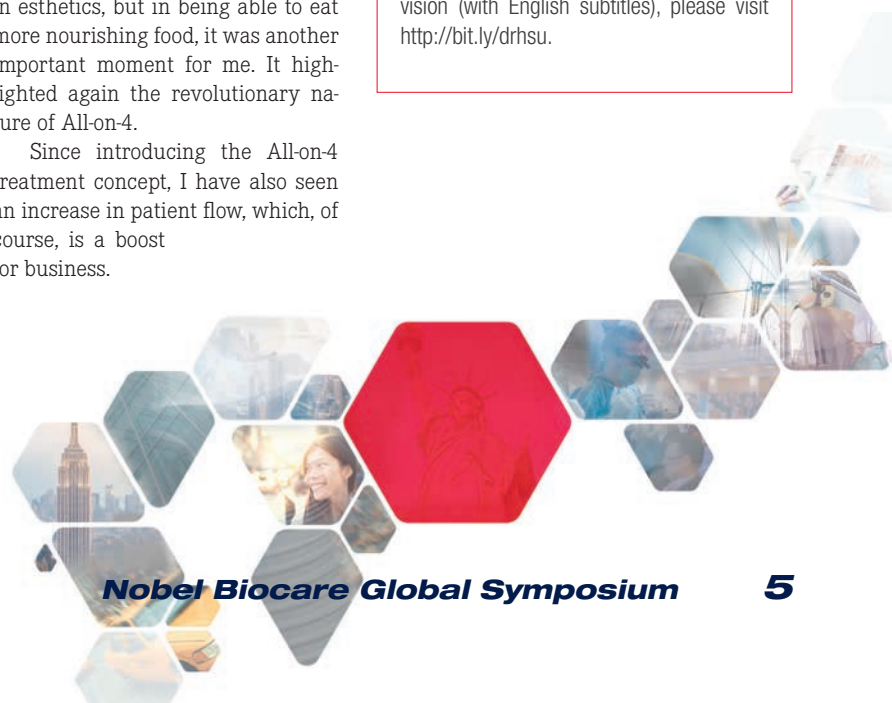 n esthetics, but in being able to eat
more nourishing food, it was another
mportant moment for me. It high-
ighted again the revolutionary na-
ure of All-on-4.
Since introducing the All-on-4
reatment concept, I have also seen
an increase in patient flow, which, of
course, is a boost
or business.
vision (with English subtitles), please visit
http://bit.ly/drhsu.
Nobel Biocare Global Symposium 5